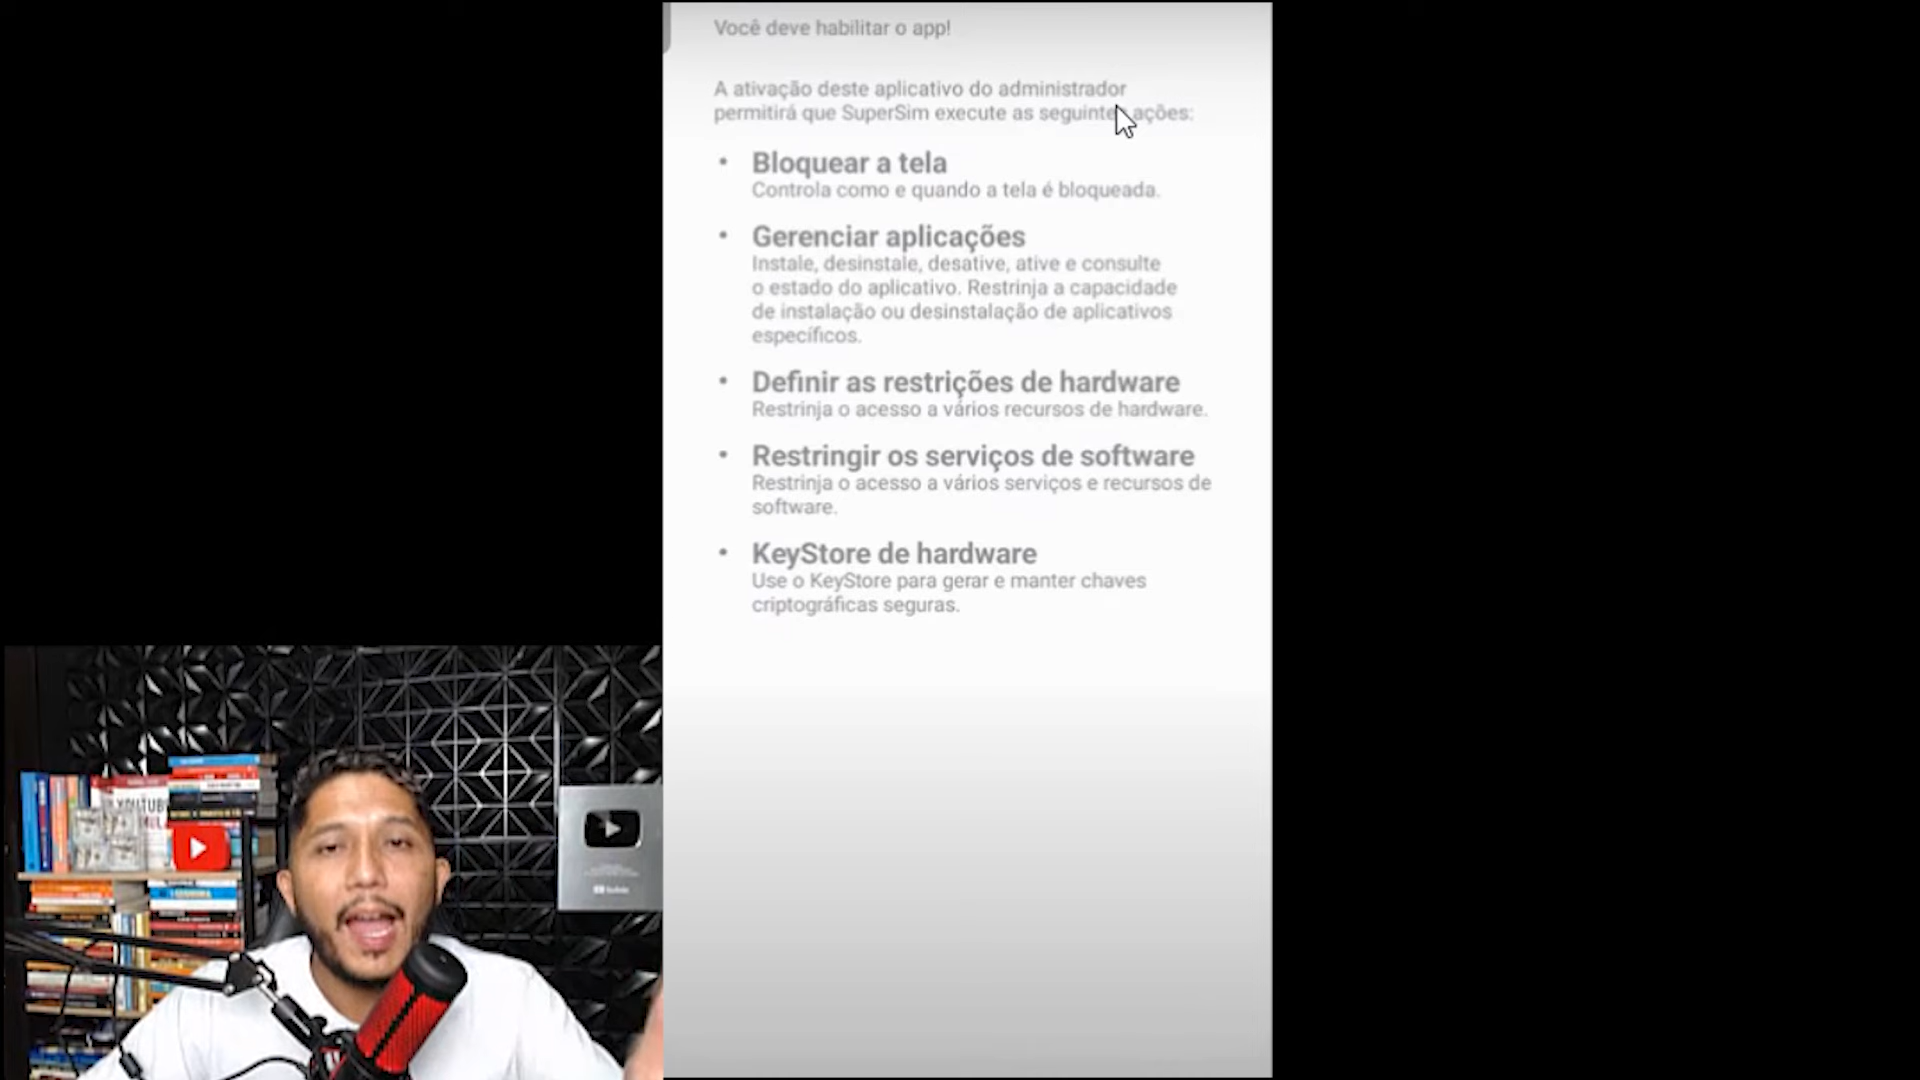 Você deve habilitar o app!
A ativação deste aplicativo do administrador
permitirá que SuperSim execute as seguintes ações:
• Bloquear a tela
Controla como e quando a tela é bloqueada.
• Gerenciar aplicações
Instale, desinstale, desative, ative e consulte
o estado do aplicativo. Restrinja a capacidade
de instalação ou desinstalação de aplicativos
específicos.
• Definir as restrições de hardware
Restrinja o acesso a vários recursos de hardware.
• Restringir os serviços de software
Restrinja o acesso a vários serviços e recursos de
software.
• KeyStore de hardware
Use o KeyStore para gerar e manter chaves
criptográficas seguras.